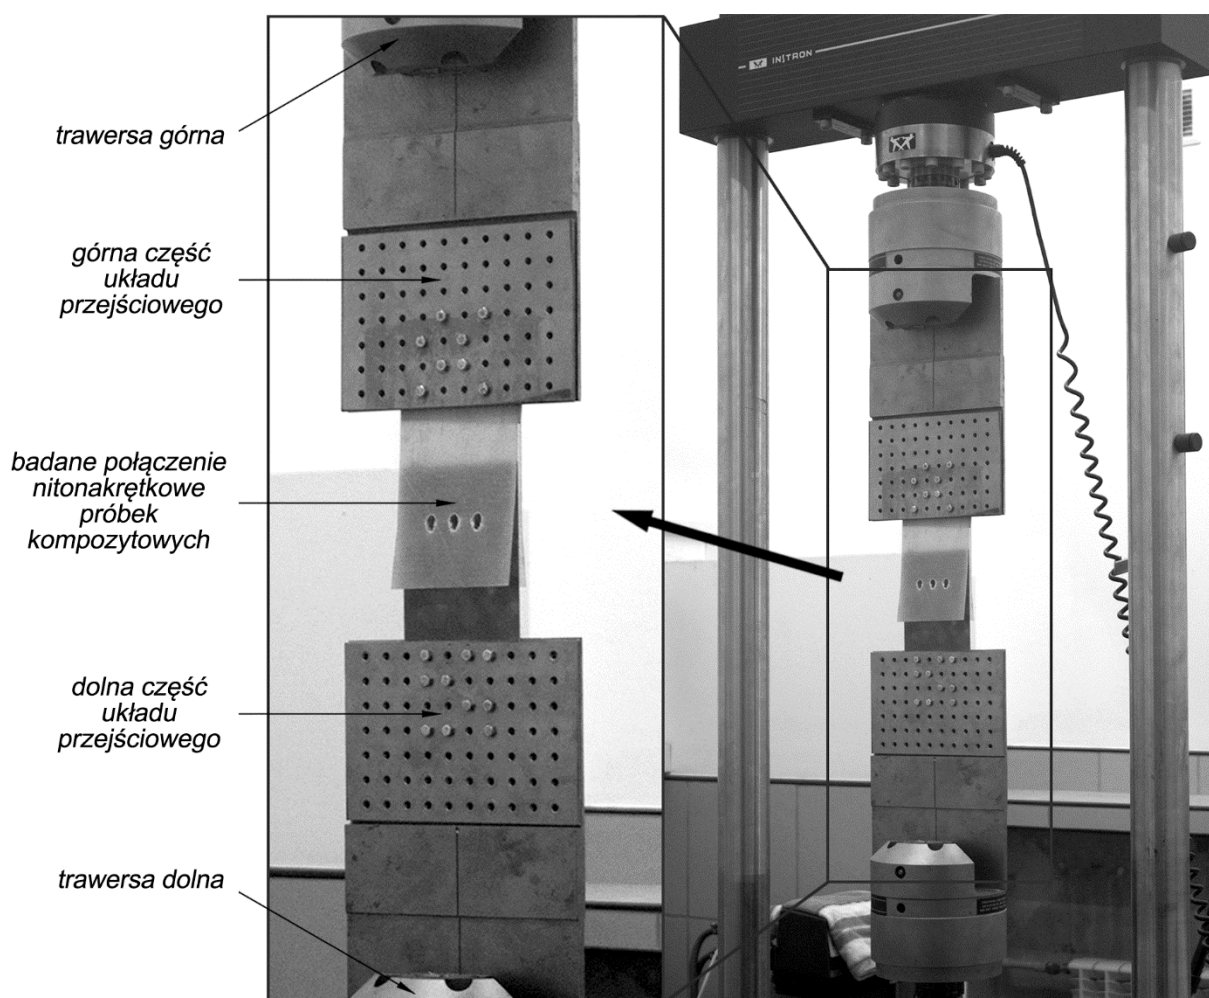 INSTRON
trawersa górna
górna część
układu
przejściowego
badane połączenie
nitonakrętkowe
próbek
kompozytowych
dolna część
układu
przejściowego
trawersa dolna